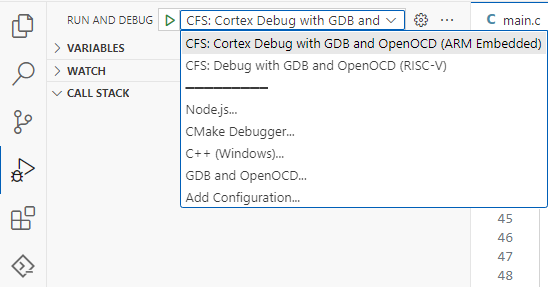 RUN AND DEBUG CFS: Cortex Debug with GDB and ... main.c
CFS: Cortex Debug with GDB and OpenOCD (ARM Embedded)
CFS: Debug with GDB and OpenOCD (RISC-V)
─────────
Node.js...
CMake Debugger...
C++ (Windows)...
GDB and OpenOCD...
Add Configuration...
VARIABLES
WATCH
CALL STACK
45
46
47
48